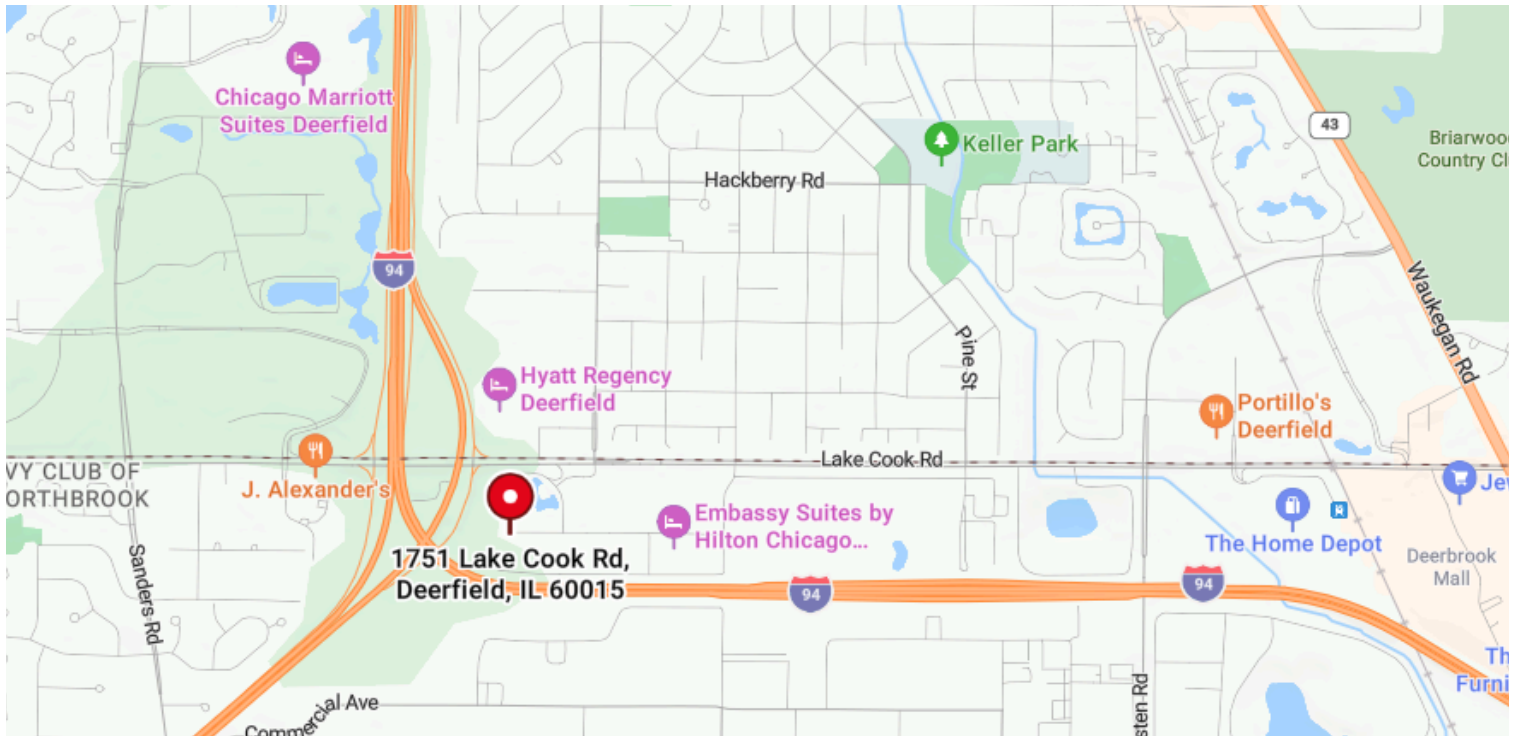 Chicago Marriott
Suites Deerfield
43
Keller Park
Briarwoo
Country Cl
Hackberry Rd
94
Waukegan Rd
Pine St
Hyatt Regency
Deerfield
Portillo's
Deerfield
Lake Cook Rd
VY CLUB OF
ORTHBROOK
J. Alexander's
Je
Embassy Suites by
Hilton Chicago...
The Home Depot
1751 Lake Cook Rd,
Deerfield, IL 60015
Deerbrook
Mall
Sanders Rd
94
94
Th
Furni
sten Rd
Commercial Ave